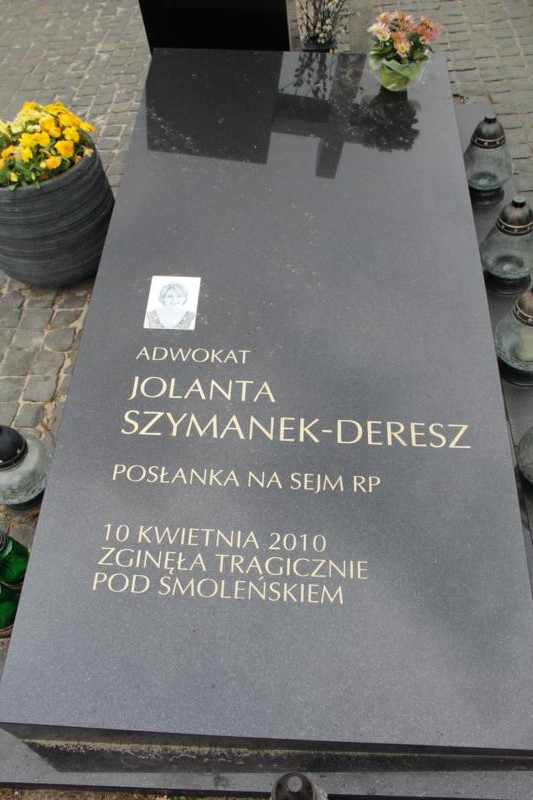 ADWOKAT
JOLANTA
SZYMANEK-DERESZ
POSŁANKA NA SEJM RP
10 KWIETNIA 2010
ZGINĘŁA TRAGICZNIE
POD SMOLEŃSKIEM